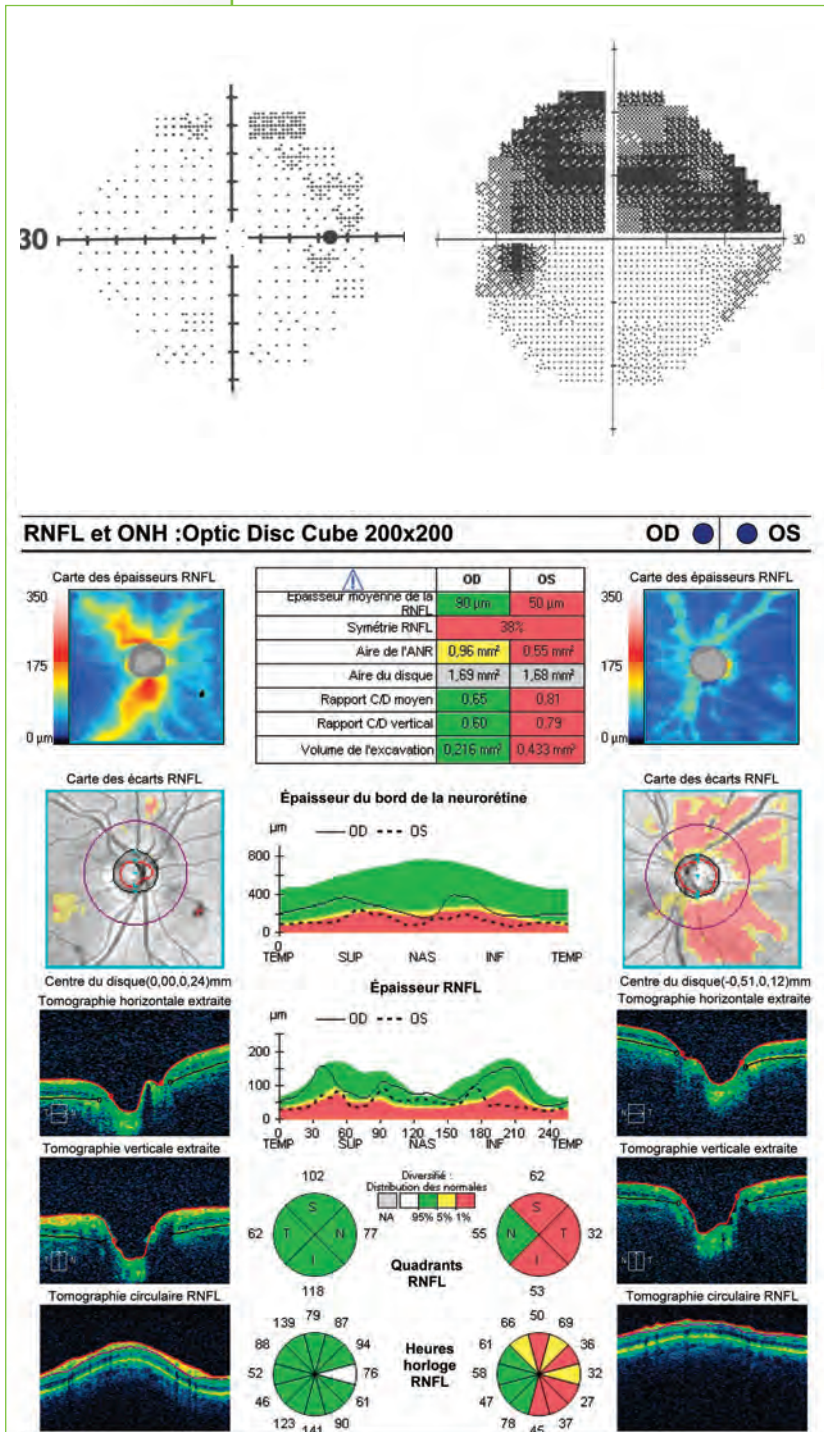 30
30
RNFL et ONH :Optic Disc Cube 200x200 OD OS
Carte des épaisseurs RNFL
350
175
0 µm
OD OS
Epaisseur moyenne de la RNFL 90 µm 50 µm
Symétrie RNFL 38%
Aire de l'ANR 0,96 mm² 0.55 mm²
Aire du disque 1,69 mm² 1,68 mm²
Rapport C/D moyen 0,65 0,81
Rapport C/D vertical 0,60 0,79
Volume de l'excavation 0,216 mm³ 0,433 mm³
Carte des épaisseurs RNFL
350
175
0 µm
Carte des écarts RNFL
Centre du disque(0,00,0,24)mm
Épaisseur du bord de la neurorétine
µm OD OS
800
400
0
0
TEMP SUP NAS INF TEMP
Carte des écarts RNFL
Centre du disque(-0,51,0,12)mm
Tomographie horizontale extraite
T N
Épaisseur RNFL
µm OD OS
200
100
0
0 30 60 90 120 150 180 210 240
TEMP SUP NAS INF TEMP
Tomographie horizontale extraite
N T
Tomographie verticale extraite
Tomographie verticale extraite
N T
102
S
62 T N 77
I
118
Diversifié :
Distribution des normales
NA 95% 5% 1%
Quadrants
RNFL
62
S
55 N T 32
I
53
Tomographie circulaire RNFL
Tomographie circulaire RNFL
79
139 87
88 94
52 76
46 61
123 90
141
Heures
horloge
RNFL
50
66 69
61 36
58 32
47 27
78 37
45